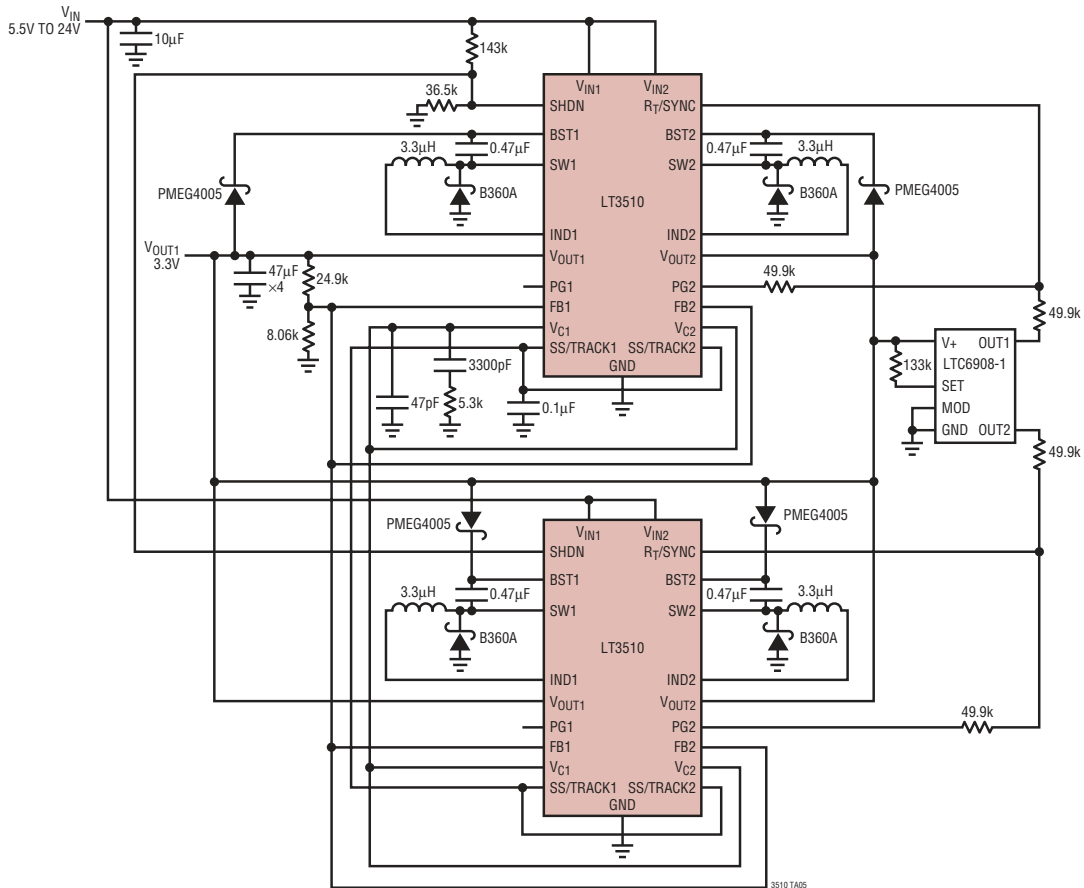 VIN
5.5V TO 24V
10µF
143k
36.5k
VIN1
VIN2
SHDN
RT/SYNC
BST1
BST2
3.3µH
0.47µF
0.47µF
3.3µH
SW1
SW2
PMEG4005
B360A
LT3510
B360A
PMEG4005
IND1
IND2
VOUT1
3.3V
VOUT1
VOUT2
47µF
×4
24.9k
PG1
PG2
49.9k
FB1
FB2
49.9k
8.06k
VC1
VC2
SS/TRACK1
SS/TRACK2
GND
3300pF
47pF
5.3k
0.1µF
V+
OUT1
133k
LTC6908-1
SET
MOD
GND
OUT2
49.9k
PMEG4005
PMEG4005
VIN1
VIN2
SHDN
RT/SYNC
BST1
BST2
3.3µH
0.47µF
0.47µF
3.3µH
SW1
SW2
B360A
LT3510
B360A
IND1
IND2
VOUT1
VOUT2
PG1
PG2
49.9k
FB1
FB2
VC1
VC2
SS/TRACK1
SS/TRACK2
GND
3510 TA05